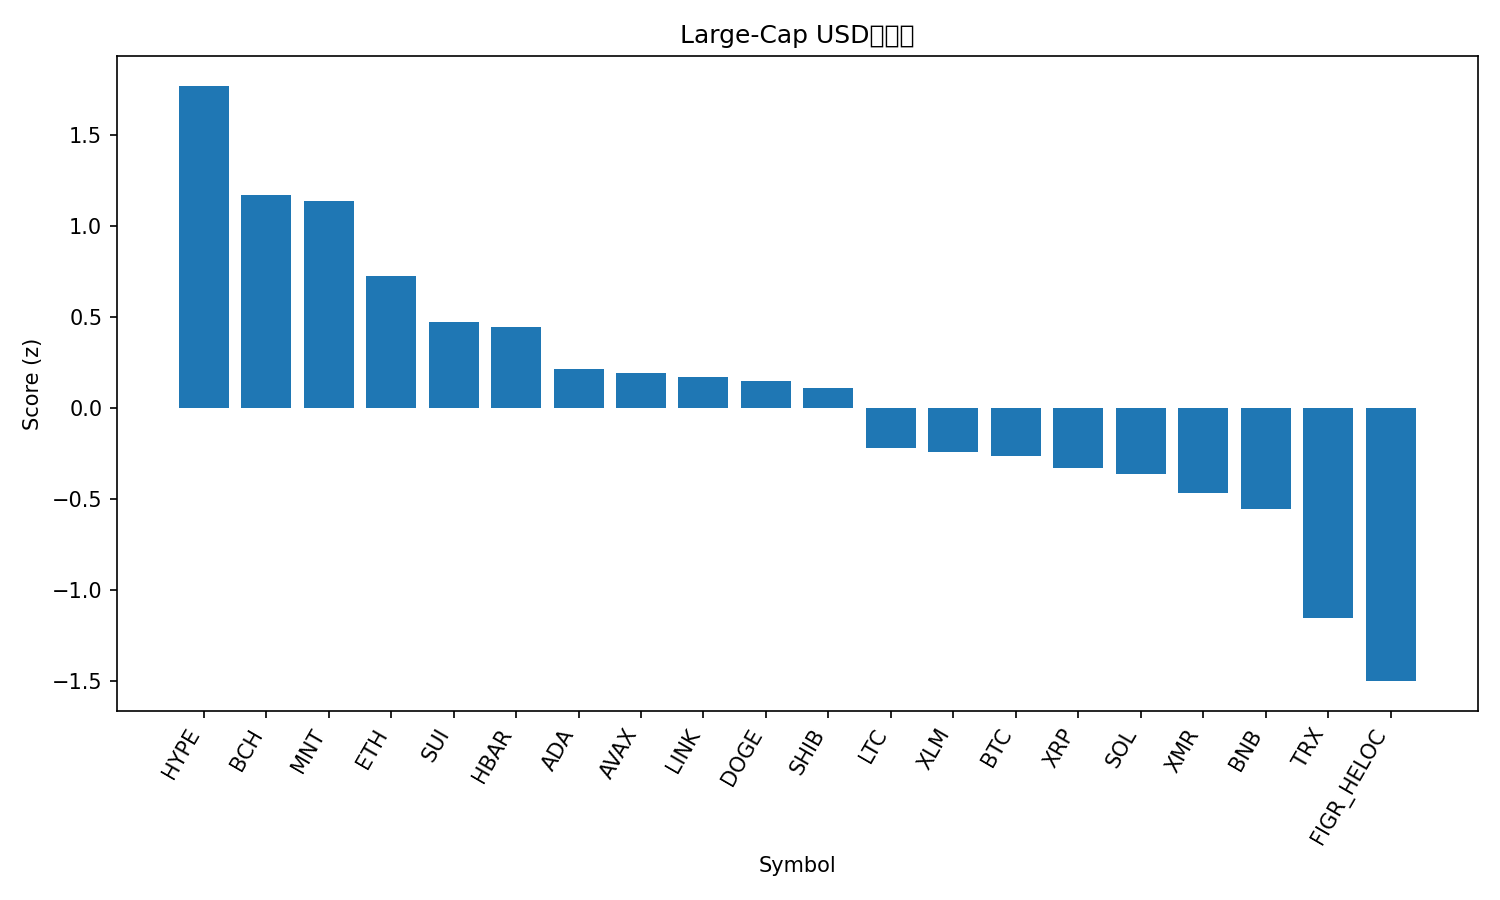 Large-Cap USD
Score (z)
1.5
1.0
0.5
0.0
−0.5
−1.0
−1.5
HYPE
BCH
MNT
ETH
SUI
HBAR
ADA
AVAX
LINK
DOGE
SHIB
LTC
XLM
BTC
XRP
SOL
XMR
BNB
TRX
FIGR_HELOC
Symbol